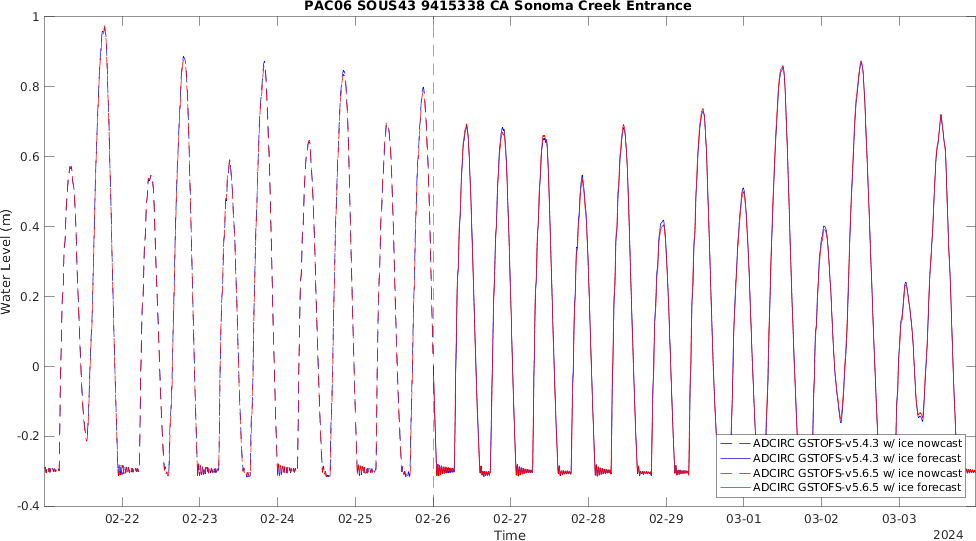 PAC06 SOUS43 9415338 CA Sonoma Creek Entrance
1
0.8
0.6
0.4
0.2
0
-0.2
-0.4
Water Level (m)
ADCIRC GSTOFS-v5.4.3 w/ ice nowcast
ADCIRC GSTOFS-v5.4.3 w/ ice forecast
ADCIRC GSTOFS-v5.6.5 w/ ice nowcast
ADCIRC GSTOFS-v5.6.5 w/ ice forecast
02-22 02-23 02-24 02-25 02-26 02-27 02-28 02-29 03-01 03-02 03-03
Time
2024